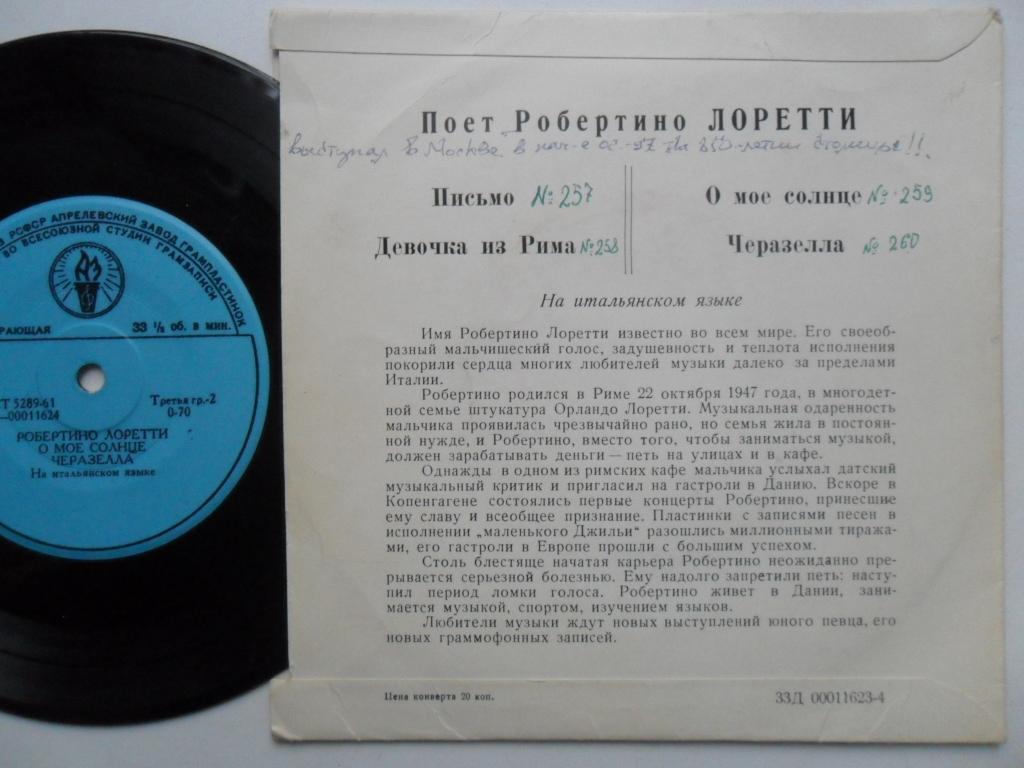 РСФСР АПРЕЛЕВСКИЙ ЗАВОД ГРАМПЛАСТИНОК
ВО ВСЕСОЮЗНОЙ СТУДИИ ГРАМЗАПИСИ
АЗ
33 ⅓ об. в мин.
5289-61
Третья гр.-2
00011624
0-70
РОБЕРТИНО ЛОРЕТТИ
О МОЕ СОЛНЦЕ
ЧЕРАЗЕЛЛА
На итальянском языке
Поет Робертино ЛОРЕТТИ
выступал в Москве в 850-летии столицы!!
Письмо №257
О мое солнце №259
Девочка из Рима №258
Черазелла № 260
На итальянском языке
Имя Робертино Лоретти известно во всем мире. Его своеоб-
разный мальчишеский голос, задушевность и теплота исполнения
покорили сердца многих любителей музыки далеко за пределами
Италии.
Робертино родился в Риме 22 октября 1947 года, в многодет-
ной семье штукатура Орландо Лоретти. Музыкальная одаренность
мальчика проявилась чрезвычайно рано, но семья жила в постоян-
ной нужде, и Робертино, вместо того, чтобы заниматься музыкой,
должен зарабатывать деньги — петь на улицах и в кафе.
Однажды в одном из римских кафе мальчика услыхал датский
музыкальный критик и пригласил на гастроли в Данию. Вскоре в
Копенгагене состоялись первые концерты Робертино, принесшие
ему славу и всеобщее признание. Пластинки с записями песен в
исполнении „маленького Джильи" разошлись миллионными тиража-
ми, его гастроли в Европе прошли с большим успехом.
Столь блестяще начатая карьера Робертино неожиданно пре-
рывается серьезной болезнью. Ему надолго запретили петь: насту-
пил период ломки голоса. Робертино живет в Дании, зани-
мается музыкой, спортом, изучением языков.
Любители музыки ждут новых выступлений юного певца, его
новых граммофонных записей.
Цена конверта 20 коп.
33Д 00011623-4